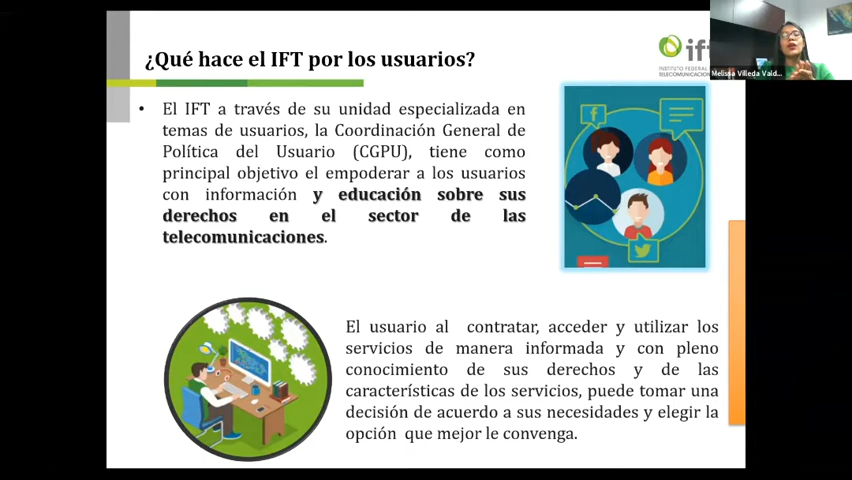 ¿Qué hace el IFT por los usuarios?
ift
INSTITUTO FEDERAL
TELECOMUNICACIO
Melissa Villeda Vald...
• El IFT a través de su unidad especializada en
temas de usuarios, la Coordinación General de
Política del Usuario (CGPU), tiene como
principal objetivo el empoderar a los usuarios
con información y educación sobre sus
derechos en el sector de las
telecomunicaciones.
El usuario al contratar, acceder y utilizar los
servicios de manera informada y con pleno
conocimiento de sus derechos y de las
características de los servicios, puede tomar una
decisión de acuerdo a sus necesidades y elegir la
opción que mejor le convenga.